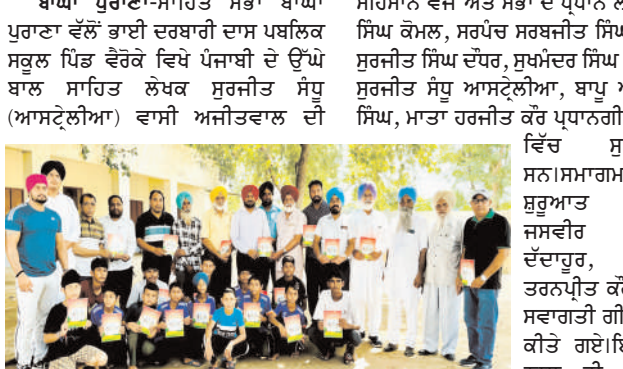 ਬਾਘਾ ਪੁਰਾਣਾ-ਸਾਹਿਤ ਸਭਾ ਬਾਘਾ
ਪੁਰਾਣਾ ਵੱਲੋਂ ਭਾਈ ਦਰਬਾਰੀ ਦਾਸ ਪਬਲਿਕ
ਸਕੂਲ ਪਿੰਡ ਵੈਰੋਕੇ ਵਿਖੇ ਪੰਜਾਬੀ ਦੇ ਉੱਘੇ
ਬਾਲ ਸਾਹਿਤ ਲੇਖਕ ਸੁਰਜੀਤ ਸੰਧੂ
(ਆਸਟ੍ਰੇਲੀਆ) ਵਾਸੀ ਅਜੀਤਵਾਲ ਦੀ
ਮਹਿਮਾਨ ਵਜੋਂ ਅਤੇ ਸਭਾ ਦੇ ਪ੍ਰਧਾਨ
ਸਿੰਘ ਕੋਮਲ, ਸਰਪੰਚ ਸਰਬਜੀਤ ਸਿੰਘ
ਸੁਰਜੀਤ ਸਿੰਘ ਦੌਧਰ, ਸੁਖਮੰਦਰ ਸਿੰਘ
ਸੁਰਜੀਤ ਸੰਧੂ ਆਸਟ੍ਰੇਲੀਆ, ਬਾਪੂ
ਸਿੰਘ, ਮਾਤਾ ਹਰਜੀਤ ਕੌਰ ਪ੍ਰਧਾਨਗੀ
ਵਿੱਚ
ਸਨ।ਸਮਾਗਮ
ਸ਼ੁਰੂਆਤ
ਜਸਵੀਰ
ਦੱਦਾਹੂਰ,
ਤਰਨਪ੍ਰੀਤ
ਸਵਾਗਤੀ
ਕੀਤੇ ਗਏ।